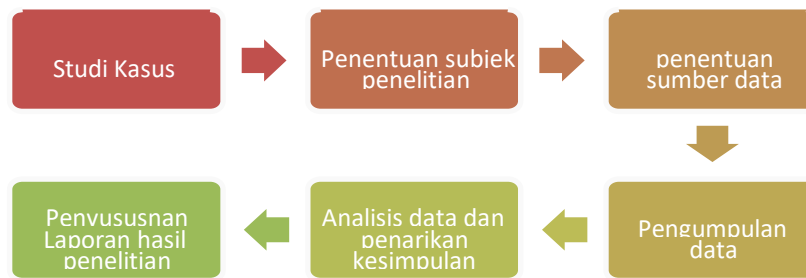 Studi Kasus
Penentuan subjek
penelitian
penentuan
sumber data
Pengumpulan
data
Analisis data dan
penarikan
kesimpulan
Penyususnan
Laporan hasil
penelitian